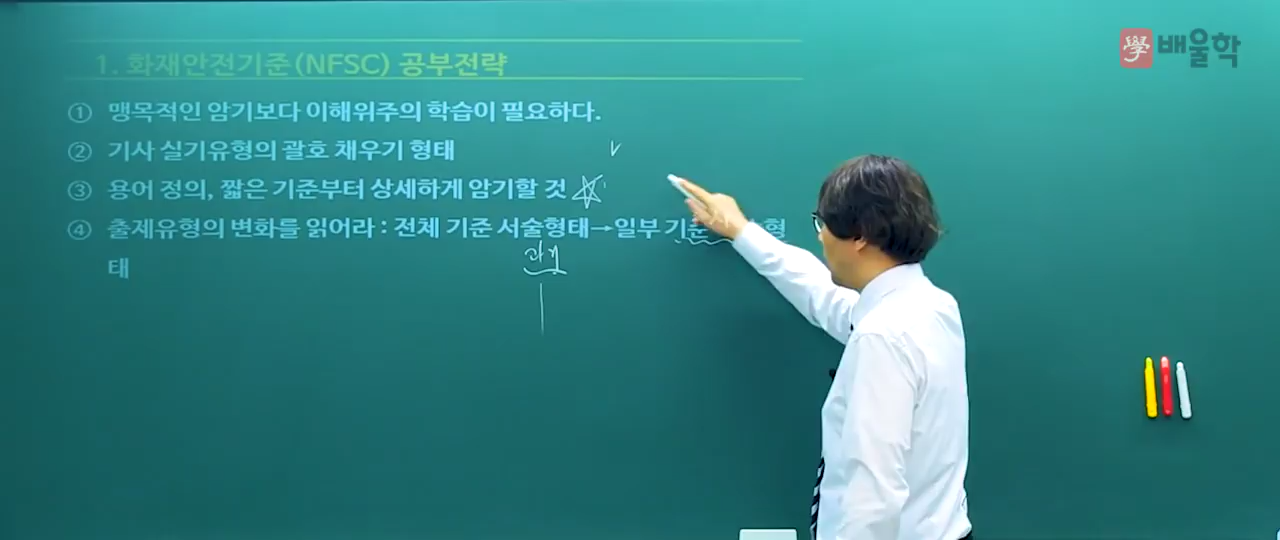 學 배울학
1. 화재안전기준(NFSC) 공부전략
① 맹목적인 암기보다 이해위주의 학습이 필요하다.
② 기사 실기유형의 괄호 채우기 형태
③ 용어 정의, 짧은 기준부터 상세하게 암기할 것
④ 출제유형의 변화를 읽어라 : 전체 기준 서술형태→일부 기준 형
태
과거